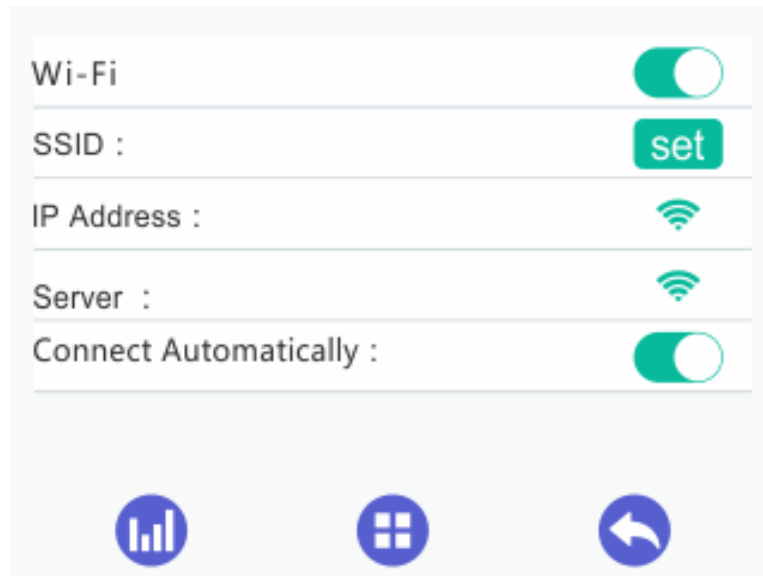 Wi-Fi
SSID : set
IP Address :
Server :
Connect Automatically :